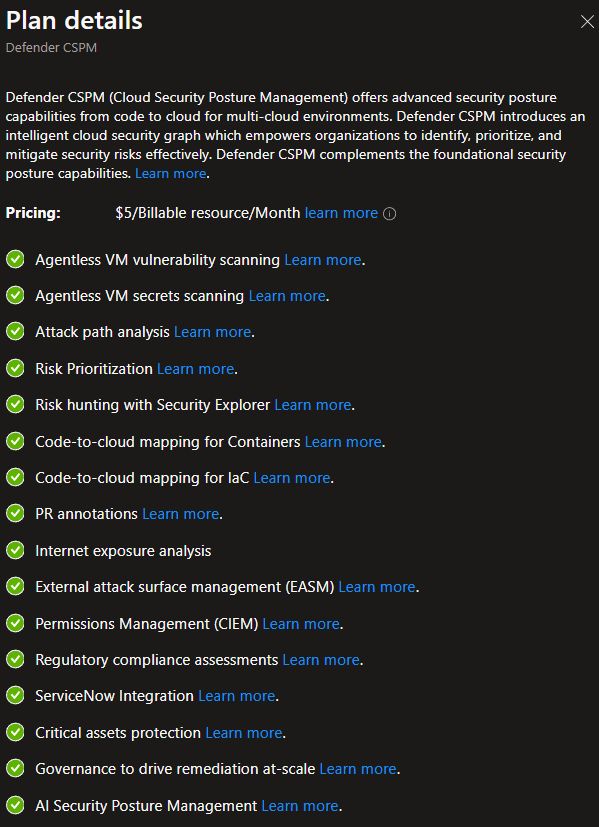 Plan details
Defender CSPM
Defender CSPM (Cloud Security Posture Management) offers advanced security posture
capabilities from code to cloud for multi-cloud environments. Defender CSPM introduces an
intelligent cloud security graph which empowers organizations to identify, prioritize, and
mitigate security risks effectively. Defender CSPM complements the foundational security
posture capabilities. Learn more.
Pricing: $5/Billable resource/Month learn more
Agentless VM vulnerability scanning Learn more.
Agentless VM secrets scanning Learn more.
Attack path analysis Learn more.
Risk Prioritization Learn more.
Risk hunting with Security Explorer Learn more.
Code-to-cloud mapping for Containers Learn more.
Code-to-cloud mapping for IaC Learn more.
PR annotations Learn more.
Internet exposure analysis
External attack surface management (EASM) Learn more.
Permissions Management (CIEM) Learn more.
Regulatory compliance assessments Learn more.
ServiceNow Integration Learn more.
Critical assets protection Learn more.
Governance to drive remediation at-scale Learn more.
AI Security Posture Management Learn more.